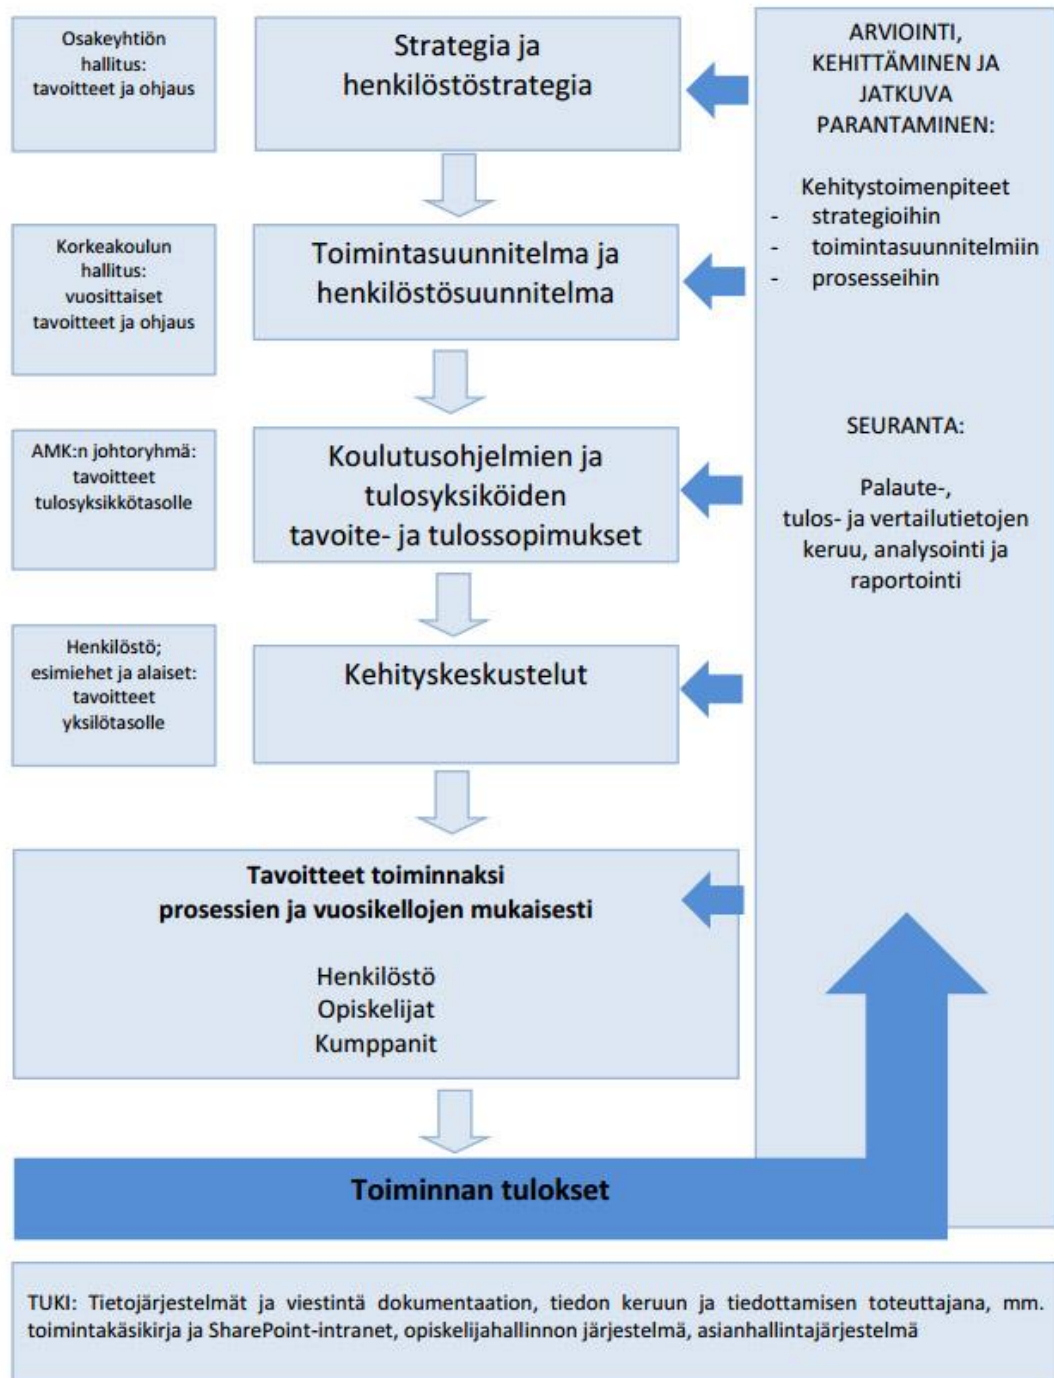 Osakeyhtiön
hallitus:
tavoitteet ja ohjaus
Strategia ja
henkilöstöstrategia
Korkeakoulun
hallitus:
vuosittaiset
tavoitteet ja ohjaus
Toimintasuunnitelma ja
henkilöstösuunnitelma
AMK:n johtoryhmä:
tavoitteet
tulosyksikkötasolle
Koulutusohjelmien ja
tulosyksiköiden
tavoite- ja tulossopimukset
Henkilöstö;
esimiehet ja alaiset:
tavoitteet
yksilötasolle
Kehityskeskustelut
Tavoitteet toiminnaksi
prosessien ja vuosikellojen mukaisesti
Henkilöstö
Opiskelijat
Kumppanit
Toiminnan tulokset
ARVIOINTI,
KEHITTÄMINEN JA
JATKUVA
PARANTAMINEN:
Kehitystoimenpiteet
- strategioihin
- toimintasuunnitelmiin
- prosesseihin
SEURANTA:
Palaute-,
tulos- ja vertailutietojen
keruu, analysointi ja
raportointi
TUKI: Tietojärjestelmät ja viestintä dokumentaation, tiedon keruun ja tiedottamisen toteuttajana, mm.
toimintakäsikirja ja SharePoint-intranet, opiskelijahallinnon järjestelmä, asianhallintajärjestelmä